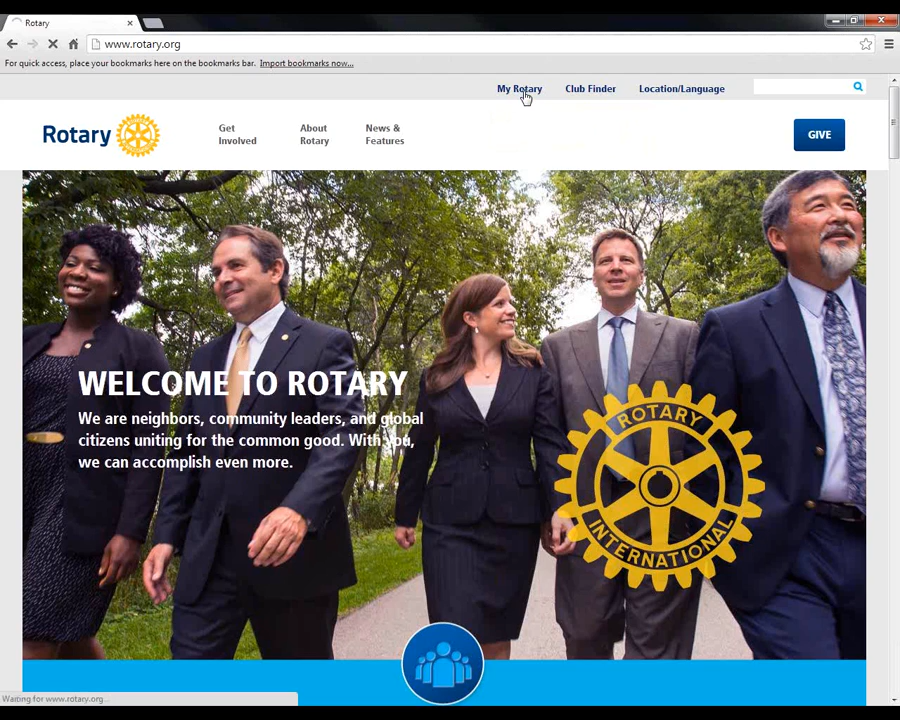 Rotary
www.rotary.org
For quick access, place your bookmarks here on the bookmarks bar. Import bookmarks now...
My Rotary Club Finder Location/Language
Rotary
Get Involved
About Rotary
News & Features
GIVE
WELCOME TO ROTARY
We are neighbors, community leaders, and global
citizens uniting for the common good. With you,
we can accomplish even more.
ROTARY
INTERNATIONAL
Waiting for www.rotary.org...